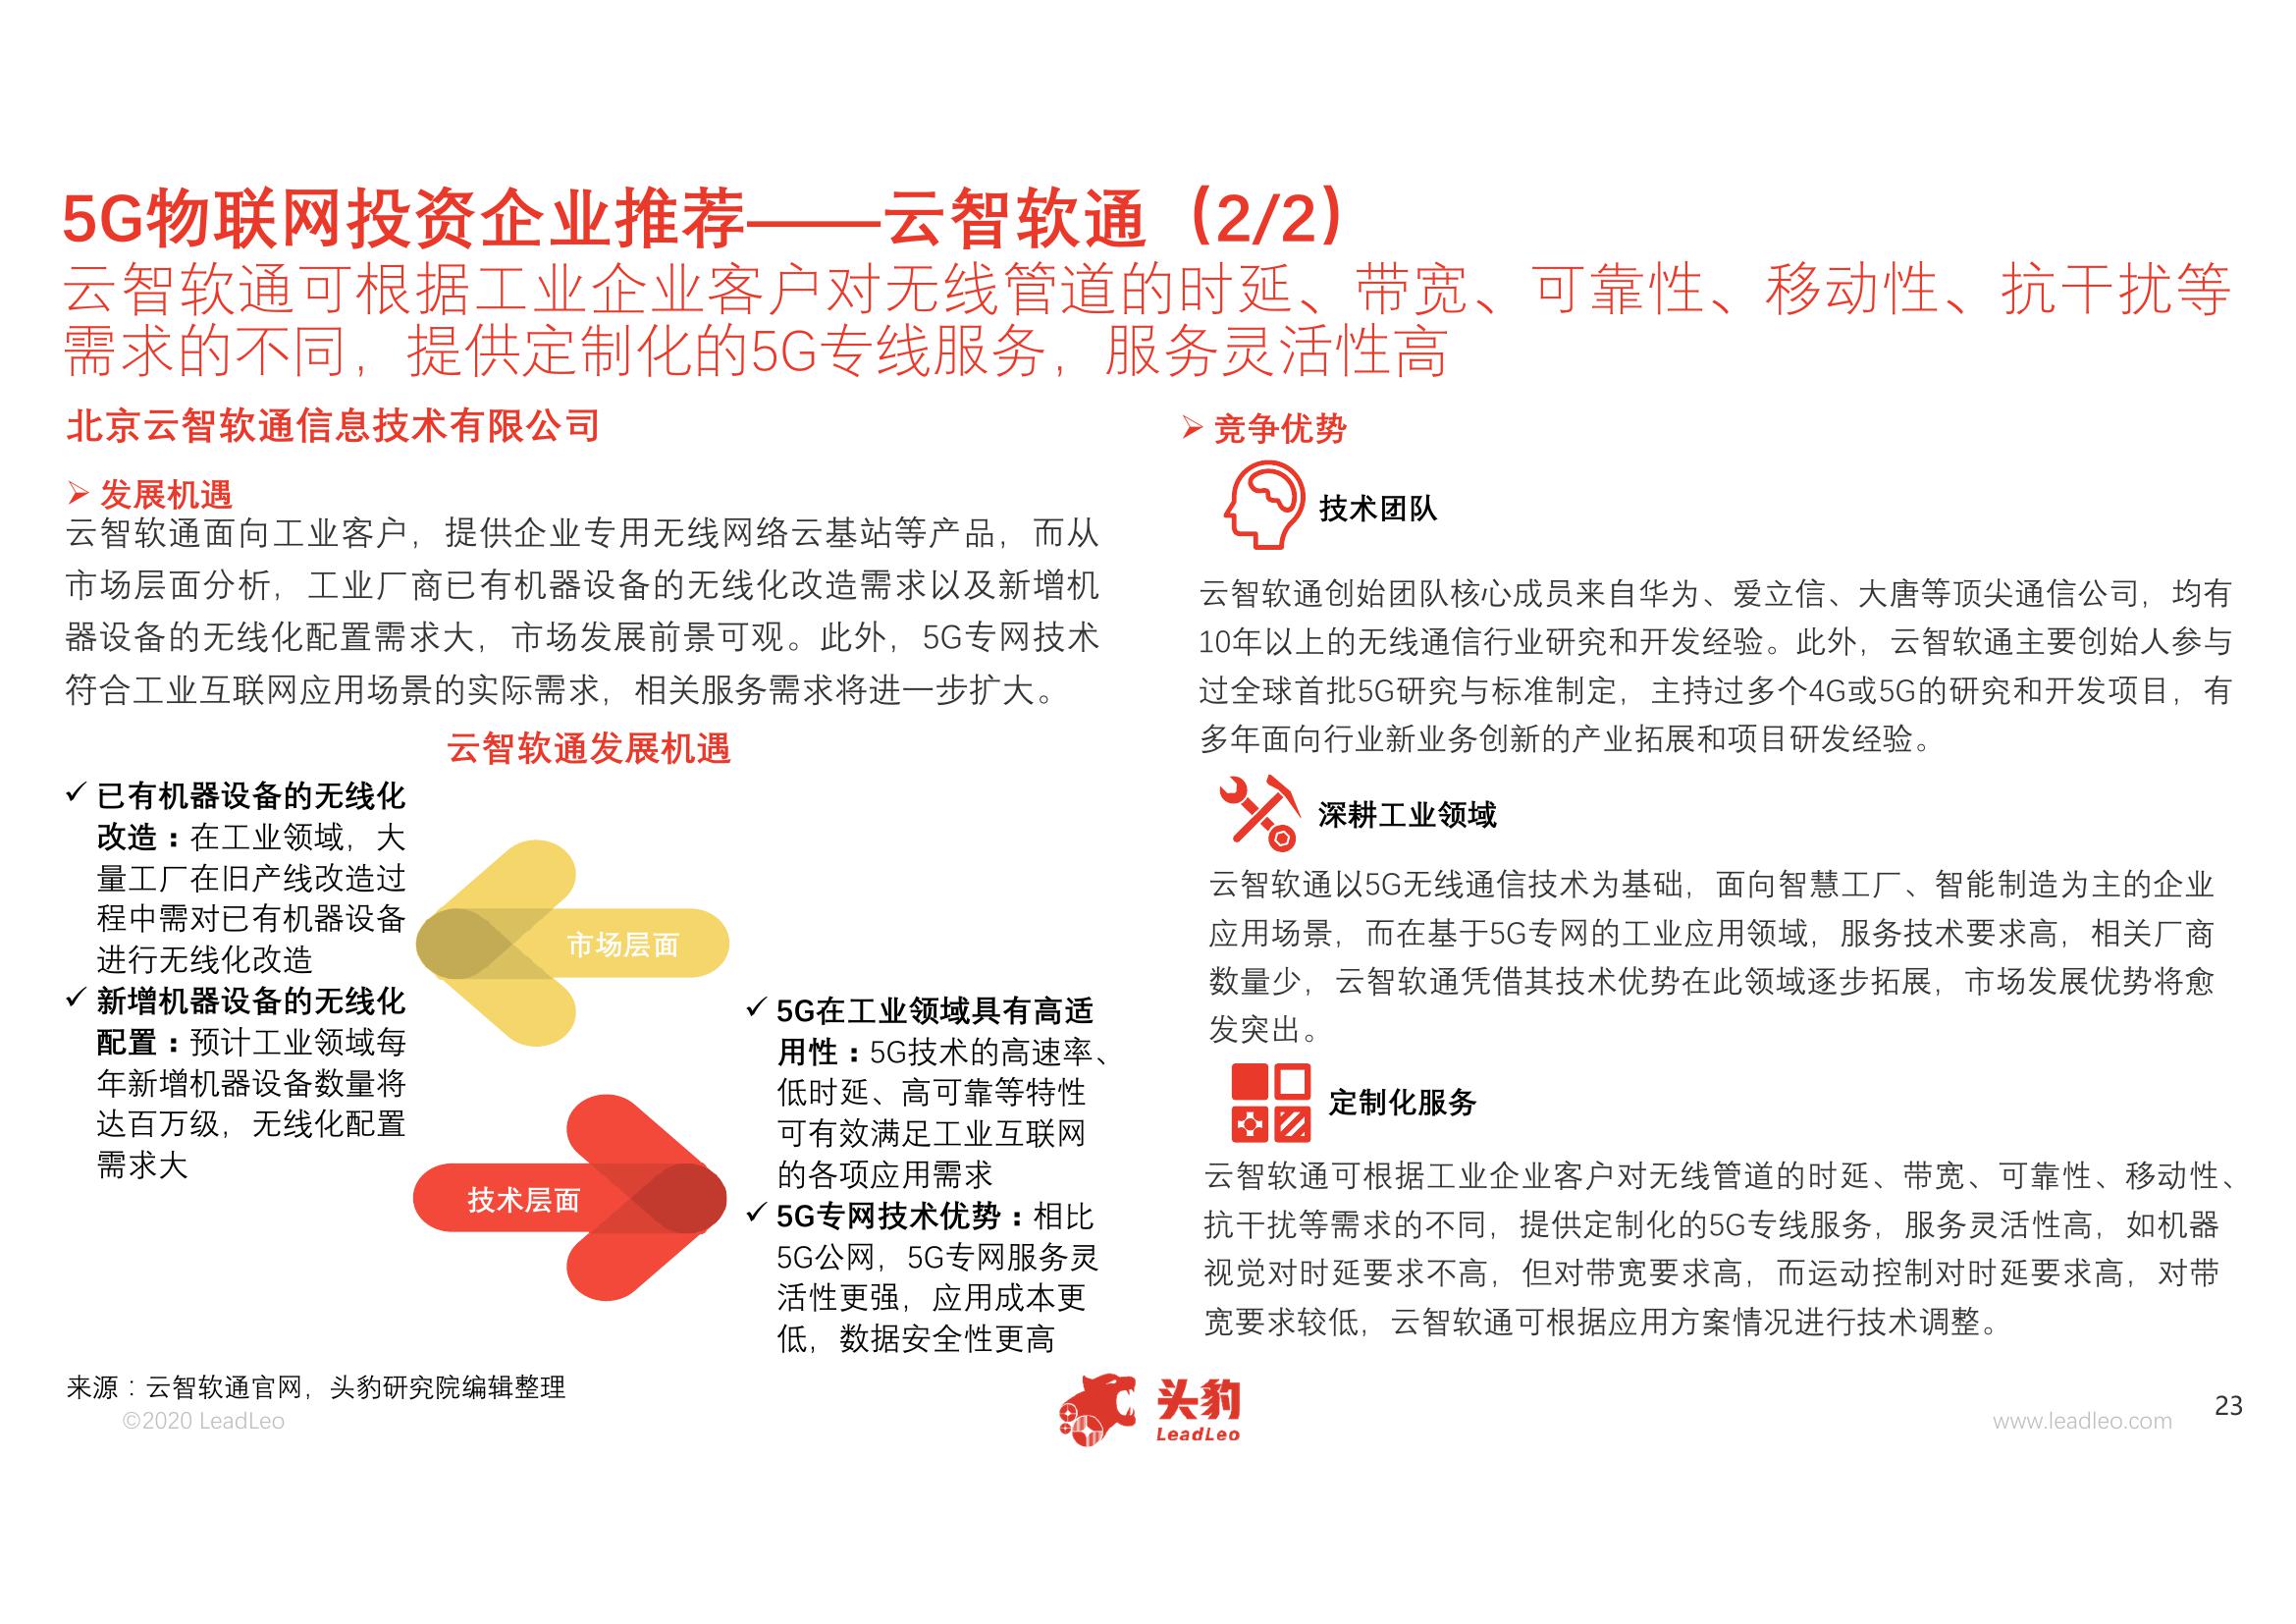 5G物联网投资企业推荐——云智软通（2/2）
云智软通可根据工业企业客户对无线管道的时延、带宽、可靠性、移动性、抗干扰等
需求的不同，提供定制化的5G专线服务，服务灵活性高
北京云智软通信息技术有限公司
发展机遇
云智软通面向工业客户，提供企业专用无线网络云基站等产品，而从
市场层面分析，工业厂商已有机器设备的无线化改造需求以及新增机
器设备的无线化配置需求大，市场发展前景可观。此外，5G专网技术
符合工业互联网应用场景的实际需求，相关服务需求将进一步扩大。
云智软通发展机遇
✓ 已有机器设备的无线化
改造：在工业领域，大
量工厂在旧产线改造过
程中需对已有机器设备
进行无线化改造
✓ 新增机器设备的无线化
配置：预计工业领域每
年新增机器设备数量将
达百万级，无线化配置
需求大
市场层面
技术层面
✓ 5G在工业领域具有高适
用性：5G技术的高速率、
低时延、高可靠等特性
可有效满足工业互联网
的各项应用需求
✓ 5G专网技术优势：相比
5G公网，5G专网服务灵
活性更强，应用成本更
低，数据安全性更高
竞争优势
技术团队
云智软通创始团队核心成员来自华为、爱立信、大唐等顶尖通信公司，均有
10年以上的无线通信行业研究和开发经验。此外，云智软通主要创始人参与
过全球首批5G研究与标准制定，主持过多个4G或5G的研究和开发项目，有
多年面向行业新业务创新的产业拓展和项目研发经验。
深耕工业领域
云智软通以5G无线通信技术为基础，面向智慧工厂、智能制造为主的企业
应用场景，而在基于5G专网的工业应用领域，服务技术要求高，相关厂商
数量少，云智软通凭借其技术优势在此领域逐步拓展，市场发展优势将愈
发突出。
定制化服务
云智软通可根据工业企业客户对无线管道的时延、带宽、可靠性、移动性、
抗干扰等需求的不同，提供定制化的5G专线服务，服务灵活性高，如机器
视觉对时延要求不高，但对带宽要求高，而运动控制对时延要求高，对带
宽要求较低，云智软通可根据应用方案情况进行技术调整。
来源：云智软通官网，头豹研究院编辑整理
©2020 LeadLeo
头豹
LeadLeo
www.leadleo.com
23